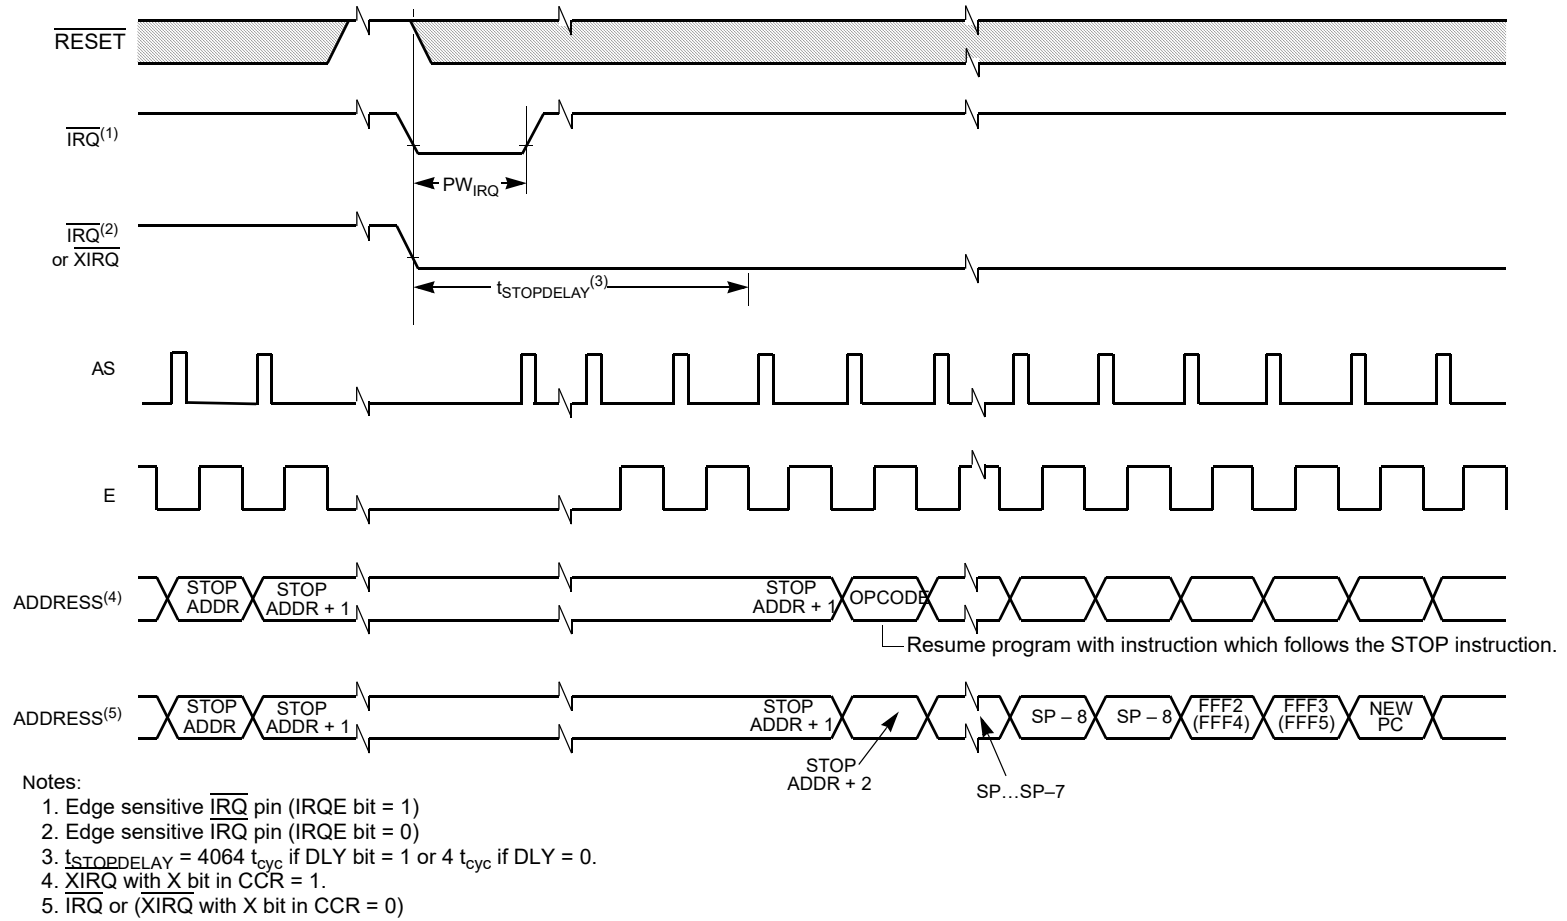 RESET
IRQ(1)
PWIRQ
IRQ(2)
or XIRQ
tSTOPDELAY(3)
AS
E
ADDRESS(4)
STOP
ADDR
STOP
ADDR + 1
STOP
ADDR + 1
OPCODE
Resume program with instruction which follows the STOP instruction.
ADDRESS(5)
STOP
ADDR
STOP
ADDR + 1
STOP
ADDR + 1
SP – 8
SP – 8
FFF2
(FFF4)
FFF3
(FFF5)
NEW
PC
STOP
ADDR + 2
SP…SP–7
Notes:
1. Edge sensitive IRQ pin (IRQE bit = 1)
2. Edge sensitive IRQ pin (IRQE bit = 0)
3. tSTOPDELAY = 4064 tcyc if DLY bit = 1 or 4 tcyc if DLY = 0.
4. XIRQ with X bit in CCR = 1.
5. IRQ or (XIRQ with X bit in CCR = 0)